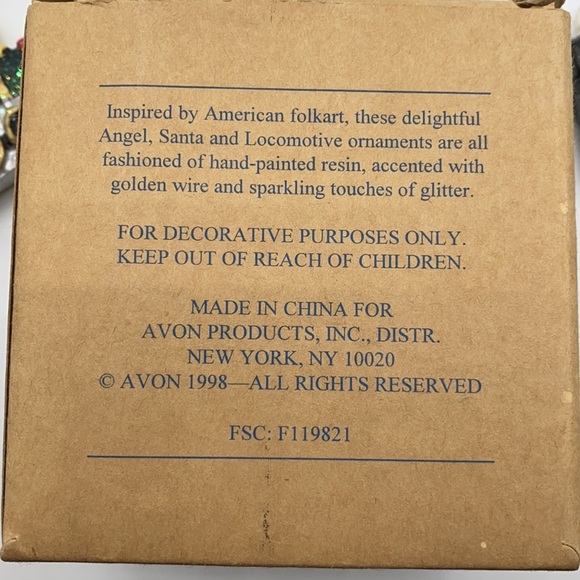 Inspired by American folkart, these delightful
Angel, Santa and Locomotive ornaments are all
fashioned of hand-painted resin, accented with
golden wire and sparkling touches of glitter.
FOR DECORATIVE PURPOSES ONLY.
KEEP OUT OF REACH OF CHILDREN.
MADE IN CHINA FOR
AVON PRODUCTS, INC., DISTR.
NEW YORK, NY 10020
© AVON 1998—ALL RIGHTS RESERVED
FSC: F119821